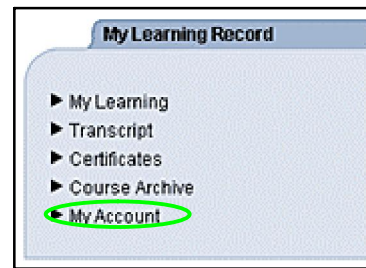 My Learning Record
My Learning
Transcript
Certificates
Course Archive
My Account